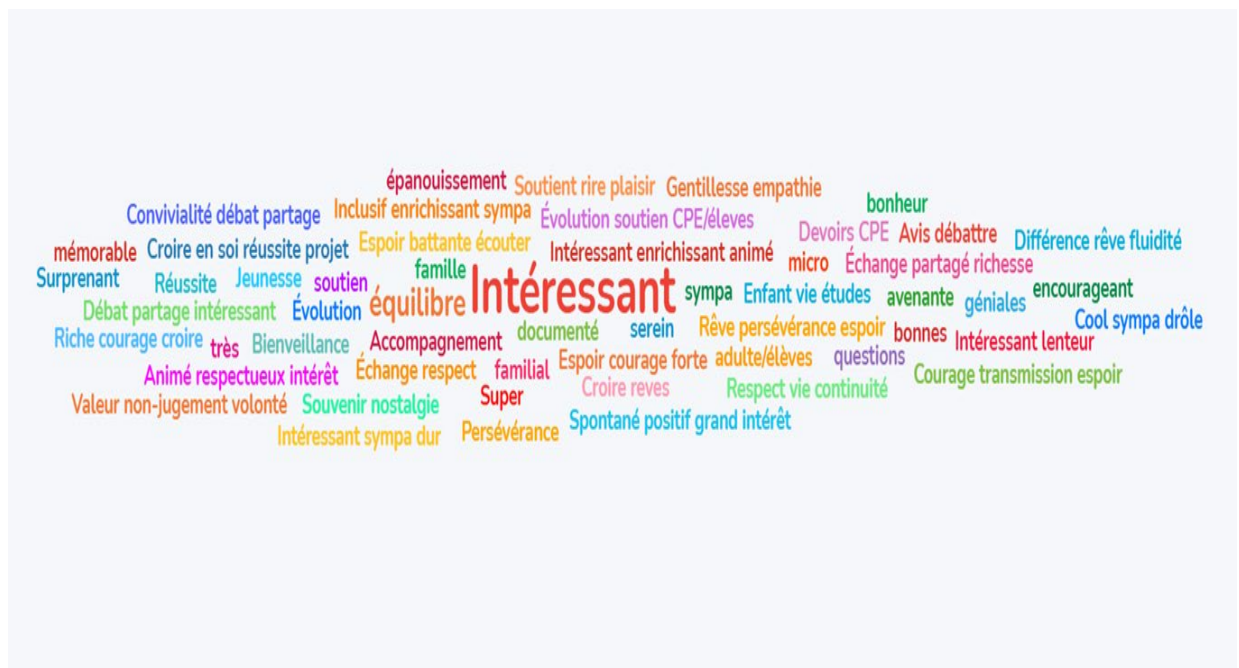 épanouissement
Soutient rire plaisir
Gentillesse empathie
bonheur
Convivialité débat partage
Inclusif enrichissant sympa
Évolution soutien CPE/éleves
Devoirs CPE
Avis débattre
Différence rêve fluidité
mémorable
Croire en soi réussite projet
Espoir battante écouter
Intéressant enrichissant animé
micro
Échange partagé richesse
Surprenant
Réussite
Jeunesse
soutien
famille
équilibre
Intéressant
sympa
Enfant vie études
avenante
géniales
encourageant
Débat partage intéressant
Évolution
Cool sympa drôle
Riche courage croire
très
Bienveillance
Accompagnement
documenté
serein
Rêve persévérance espoir
bonnes
Intéressant lenteur
Animé respectueux intérêt
Échange respect
familial
Espoir courage forte
adulte/élèves
questions
Courage transmission espoir
Valeur non-jugement volonté
Souvenir nostalgie
Super
Croire reves
Respect vie continuité
Intéressant sympa dur
Persévérance
Spontané positif grand intérêt